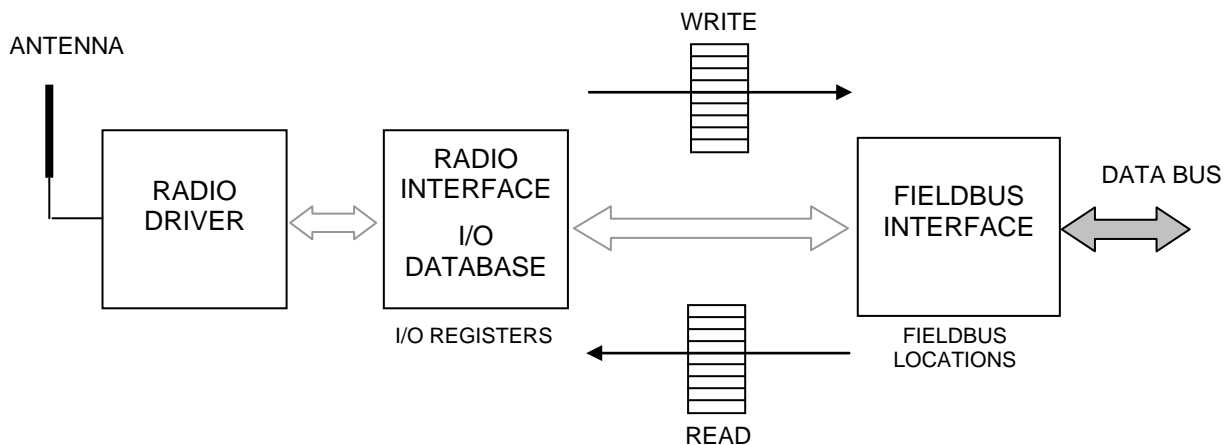 WRITE
ANTENNA
RADIO
DRIVER
RADIO
INTERFACE
I/O
DATABASE
I/O REGISTERS
FIELDBUS
INTERFACE
FIELDBUS
LOCATIONS
DATA BUS
READ